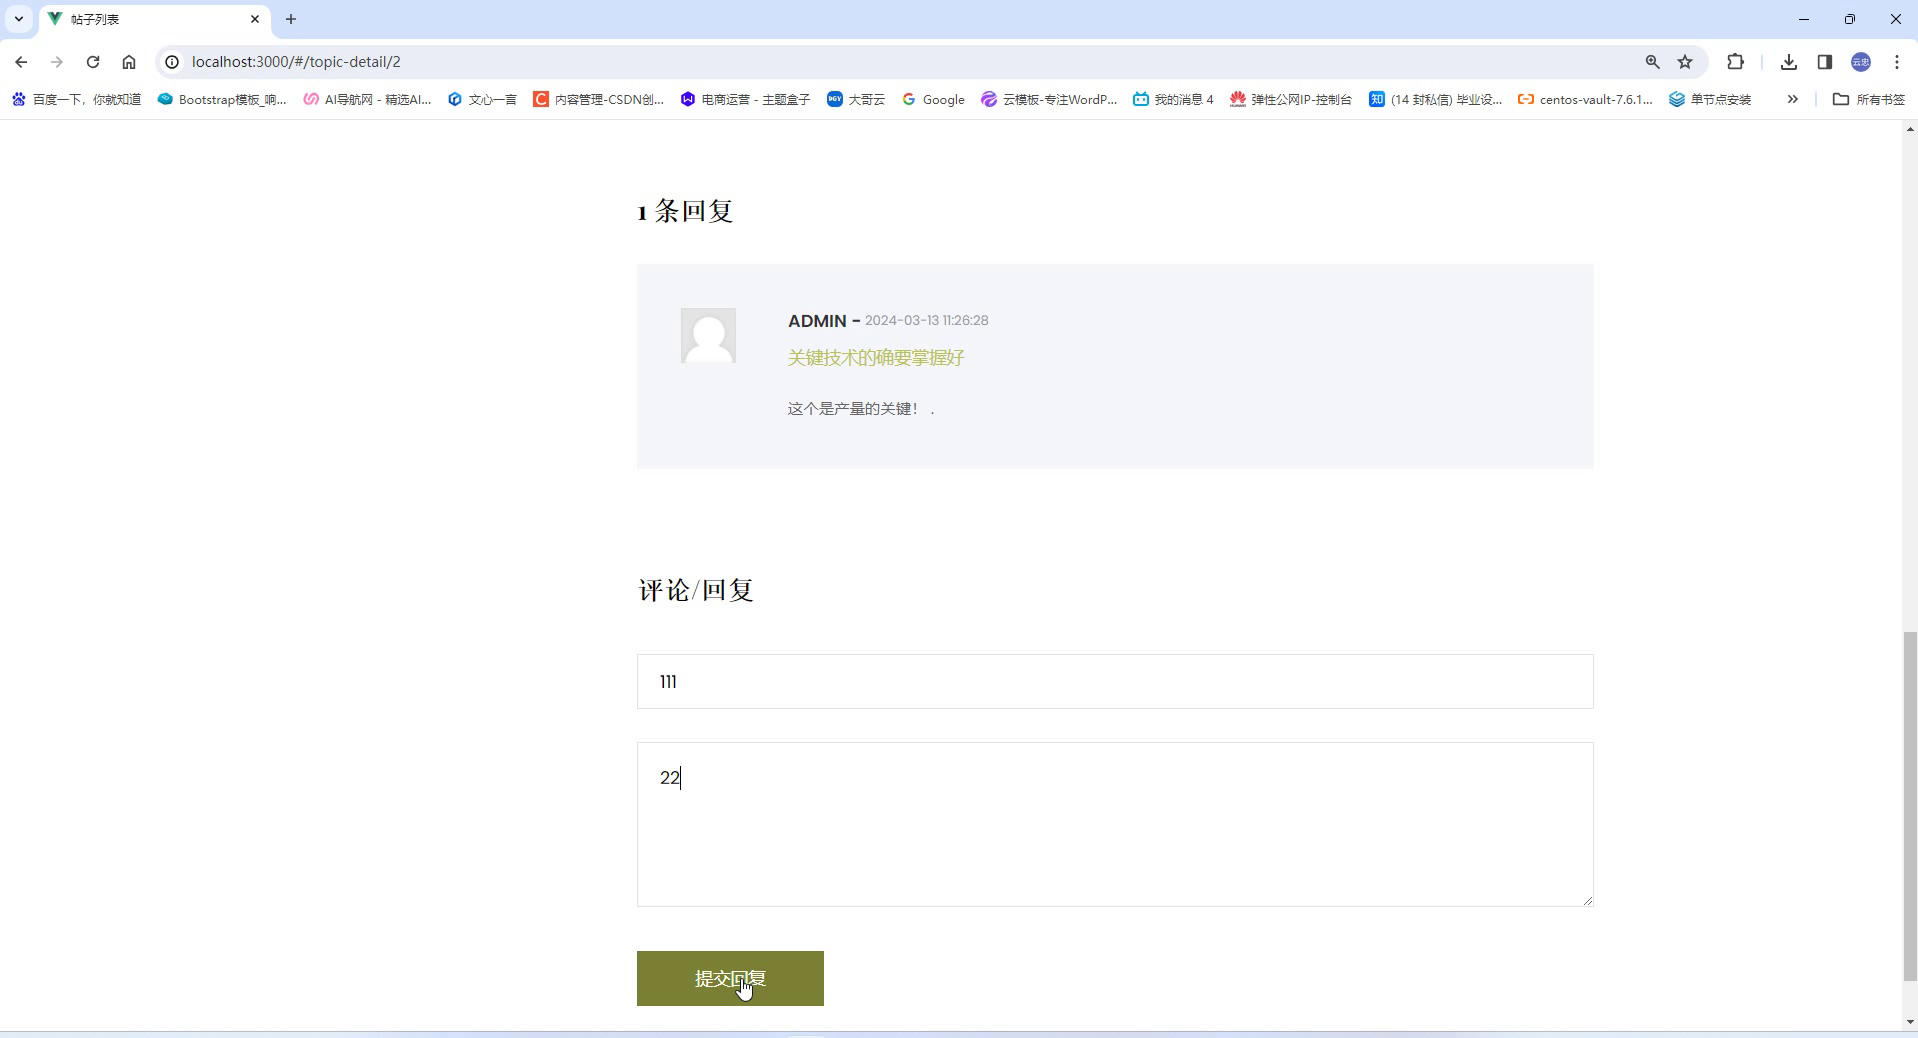 帖子列表
localhost:3000/#/topic-detail/2
云忠
百度一下，你就知道
Bootstrap模板_响...
AI导航网 - 精选AI...
文心一言
内容管理-CSDN创...
电商运营 - 主题盒子
DGY 大哥云
Google
云模板-专注WordP...
我的消息 4
弹性公网IP-控制台
知 (14 封私信) 毕业设...
centos-vault-7.6.1...
单节点安装
所有书签
1 条回复
ADMIN - 2024-03-13 11:26:28
关键技术的确要掌握好
这个是产量的关键！ .
评论/回复
111
22
提交回复